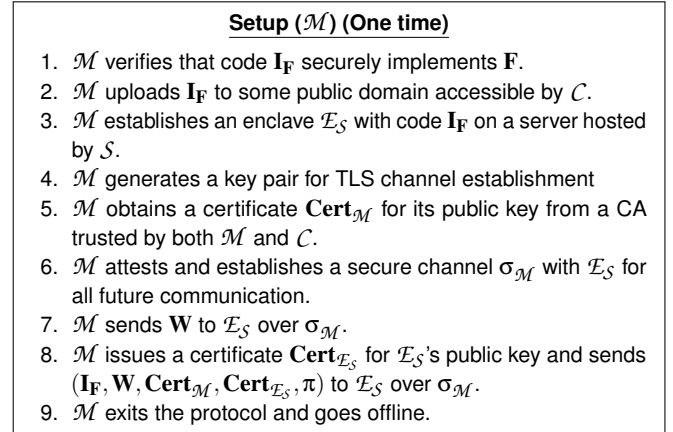 Setup (ℳ) (One time)
1. ℳ verifies that code I_F securely implements F.
2. ℳ uploads I_F to some public domain accessible by 𝒞.
3. ℳ establishes an enclave ℰ_𝒮 with code I_F on a server hosted
by 𝒮.
4. ℳ generates a key pair for TLS channel establishment
5. ℳ obtains a certificate Cert_ℳ for its public key from a CA
trusted by both ℳ and 𝒞.
6. ℳ attests and establishes a secure channel σ_ℳ with ℰ_𝒮 for
all future communication.
7. ℳ sends W to ℰ_𝒮 over σ_ℳ.
8. ℳ issues a certificate Cert_ℰ_𝒮 for ℰ_𝒮's public key and sends
(I_F, W, Cert_ℳ, Cert_ℰ_𝒮, π) to ℰ_𝒮 over σ_ℳ.
9. ℳ exits the protocol and goes offline.